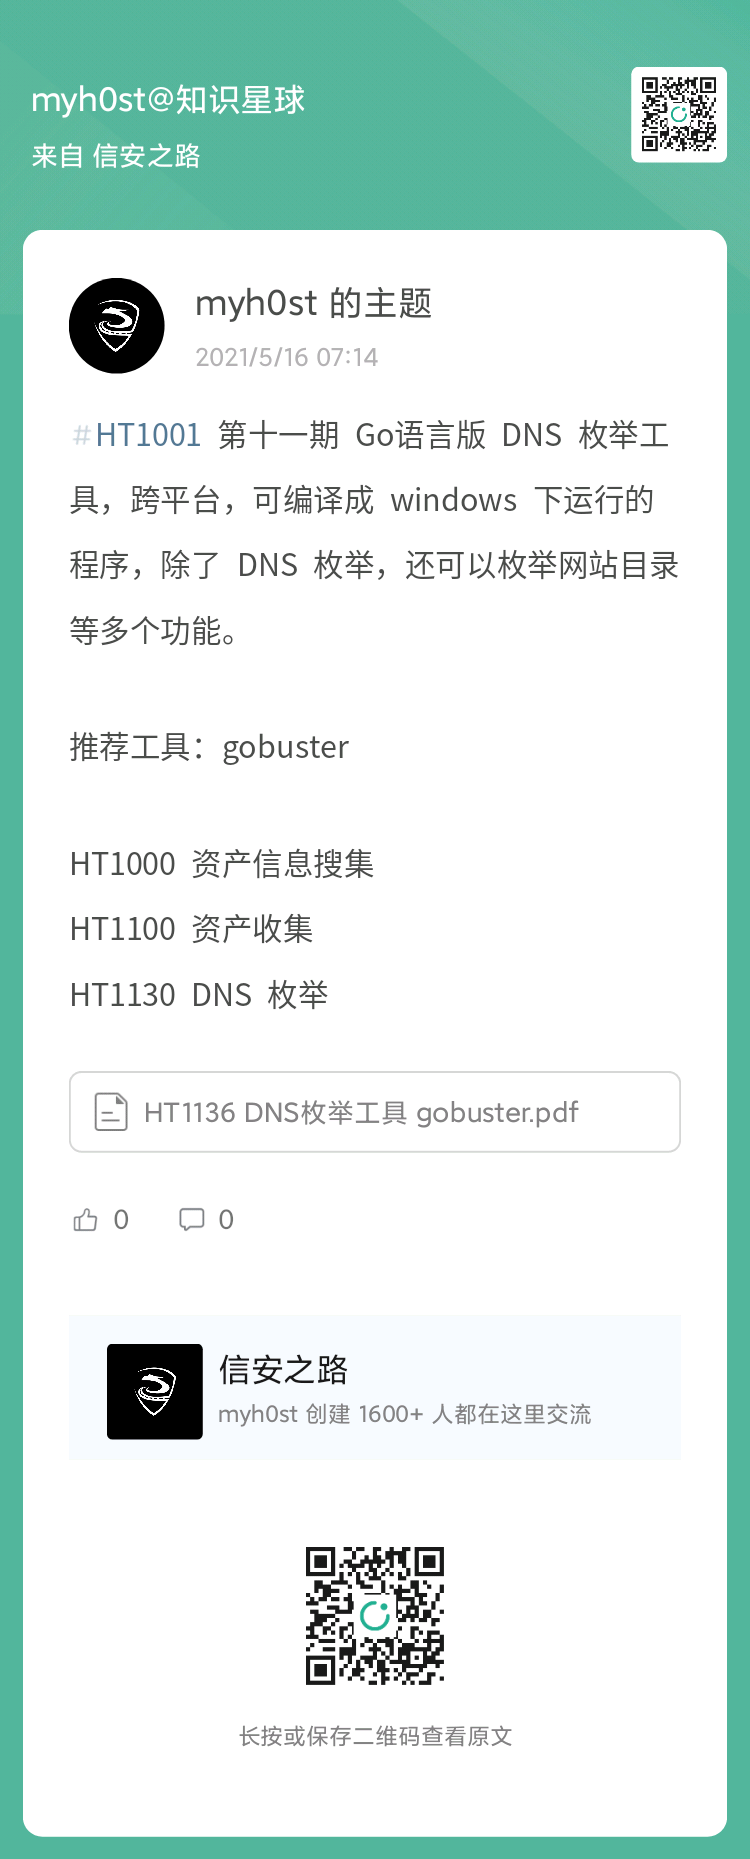 myh0st@知识星球
来自 信安之路
myh0st 的主题
2021/5/16 07:14
#HT1001 第十一期 Go语言版 DNS 枚举工
具，跨平台，可编译成 windows 下运行的
程序，除了 DNS 枚举，还可以枚举网站目录
等多个功能。
推荐工具：gobuster
HT1000 资产信息搜集
HT1100 资产收集
HT1130 DNS 枚举
HT1136 DNS枚举工具 gobuster.pdf
0 0
信安之路
myh0st 创建 1600+ 人都在这里交流
长按或保存二维码查看原文